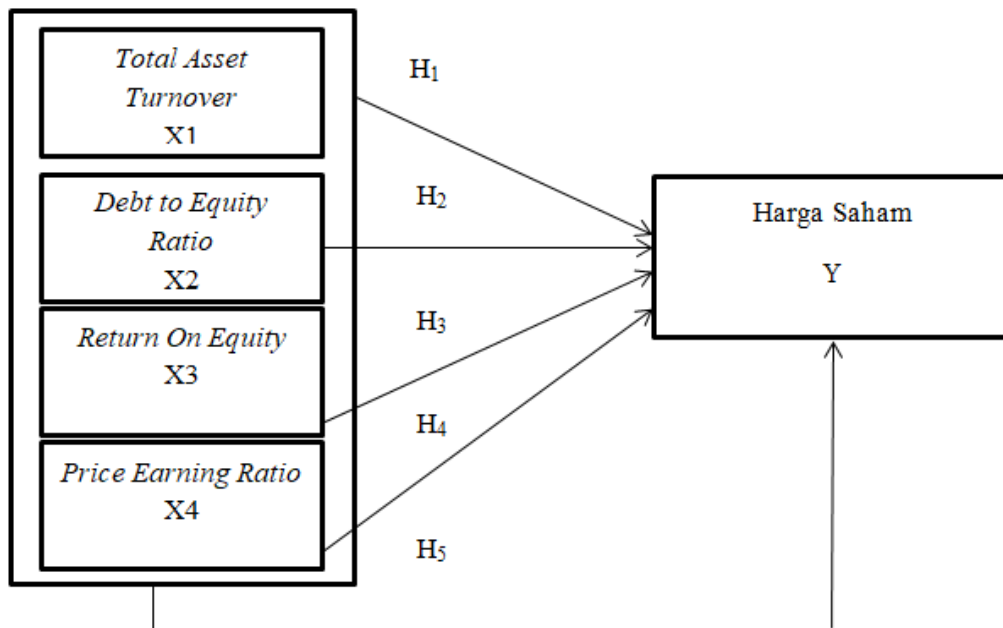 Total Asset
Turnover
X1
Debt to Equity
Ratio
X2
Return On Equity
X3
Price Earning Ratio
X4
H₁
H₂
H₃
H₄
H₅
Harga Saham
Y